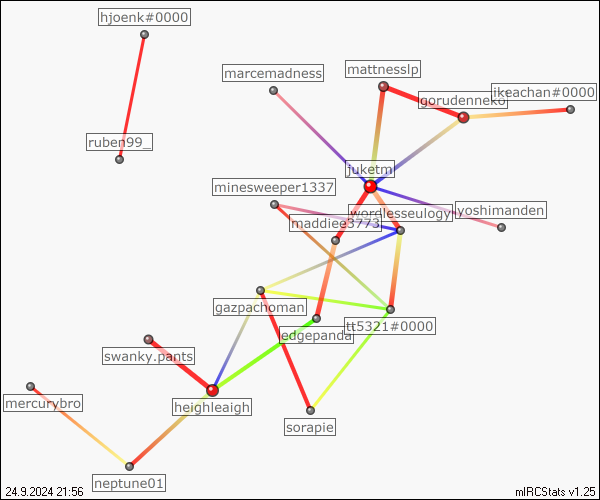 hjoenk#0000
mattnesslp
marcemadness
ikeachan#0000
gorudenneko
ruben99_
juketm
minesweeper1337
wordlesseulogy
yoshimanden
maddiee3773
gazpachoman
tt5321#0000
edgepanda
swanky.pants
mercurybro
heighleaigh
sorapie
neptune01
24.9.2024 21:56
mIRCStats v1.25